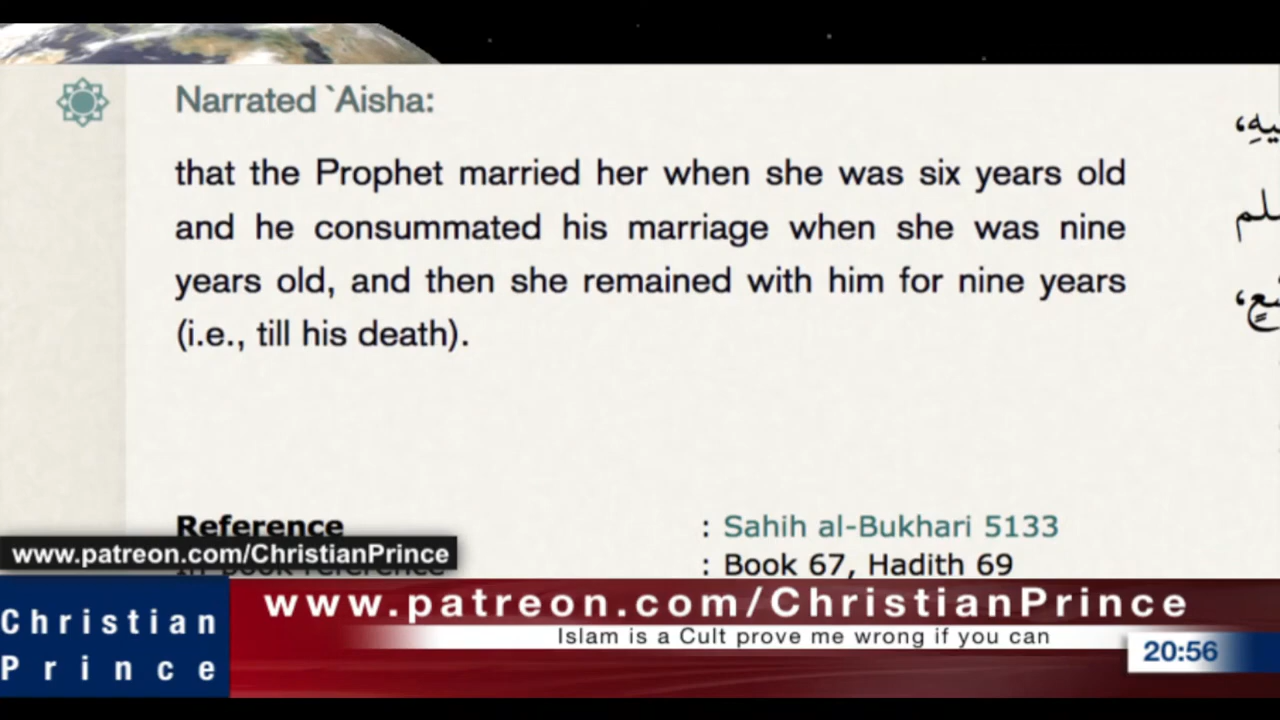 Narrated `Aisha:
that the Prophet married her when she was six years old
and he consummated his marriage when she was nine
years old, and then she remained with him for nine years
(i.e., till his death).
Reference : Sahih al-Bukhari 5133
www.patreon.com/ChristianPrince
In-book reference : Book 67, Hadith 69
Christian
Prince
www.patreon.com/ChristianPrince
Islam is a Cult prove me wrong if you can
20:56